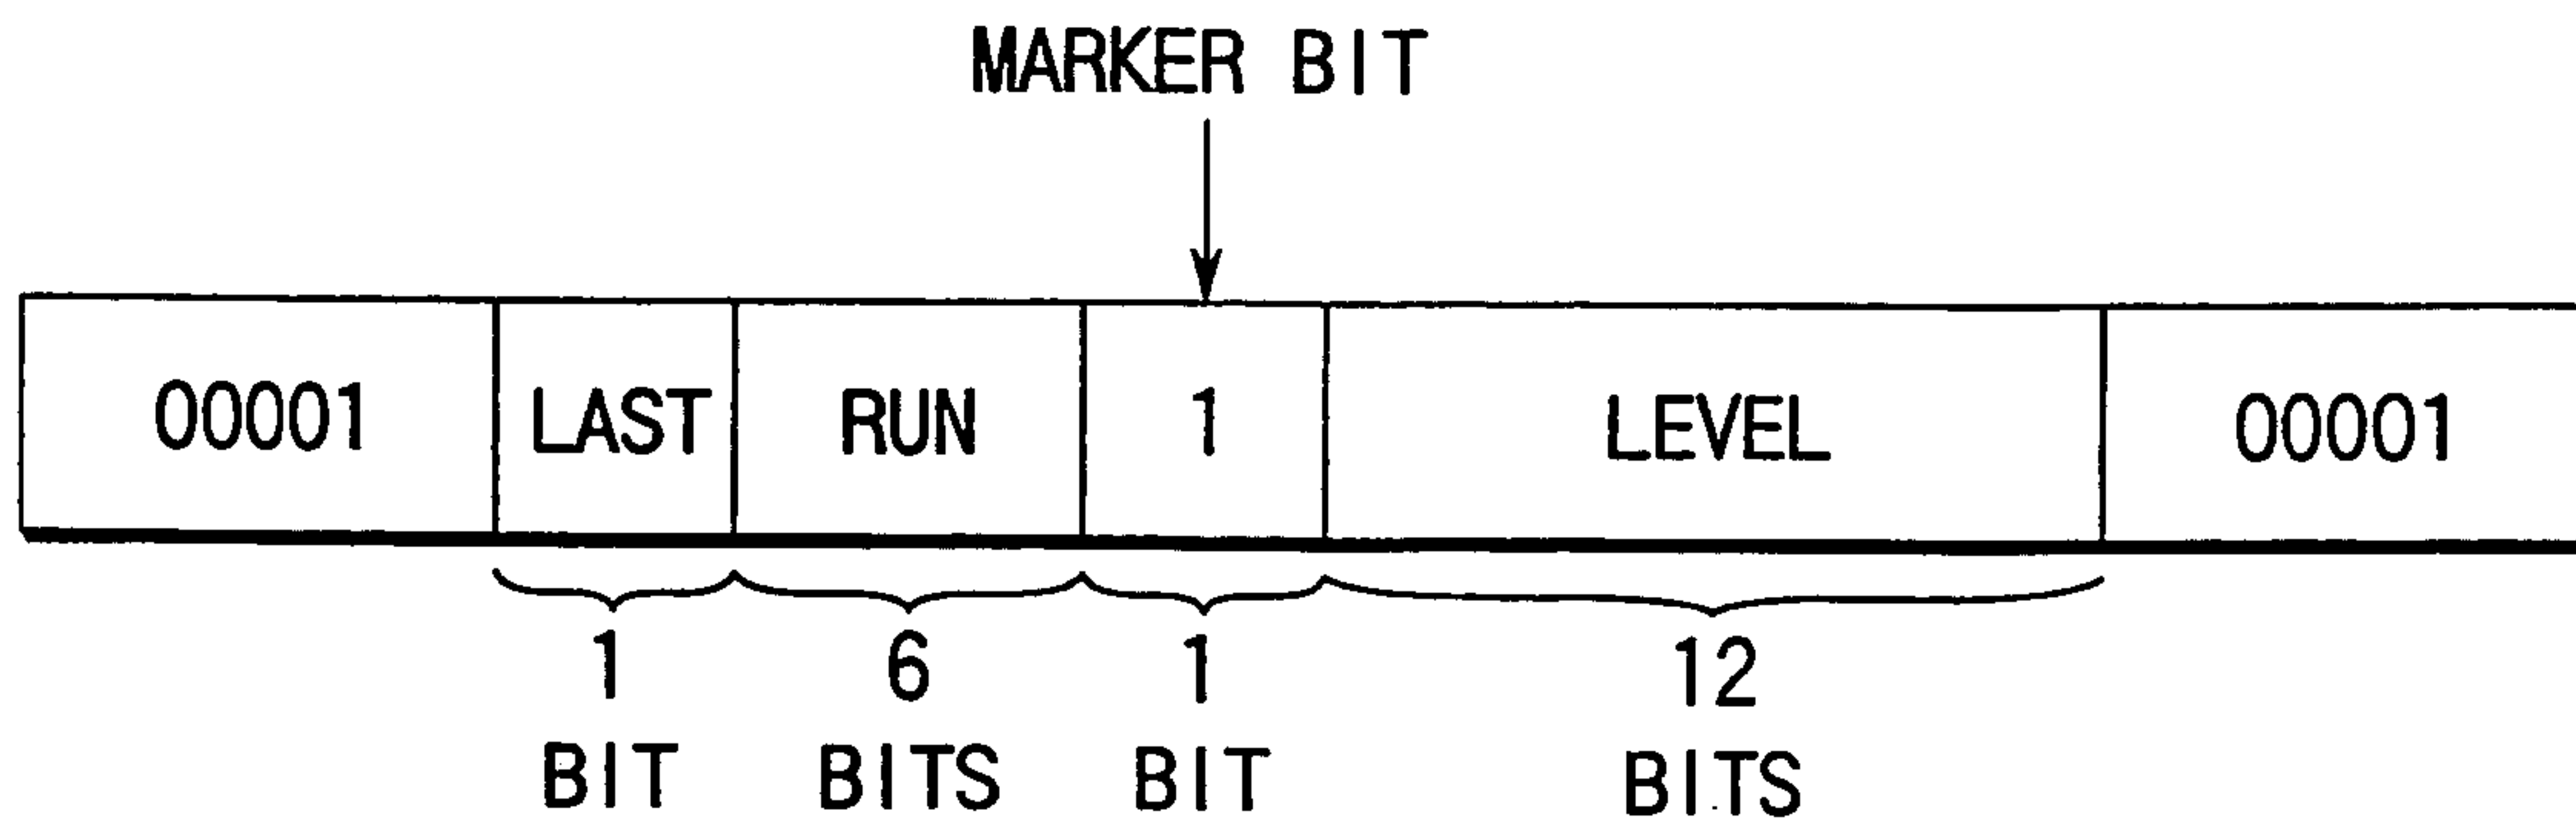 MARKER BIT
00001 LAST RUN 1 LEVEL 00001
1 6 1 12
BIT BITS BIT BITS